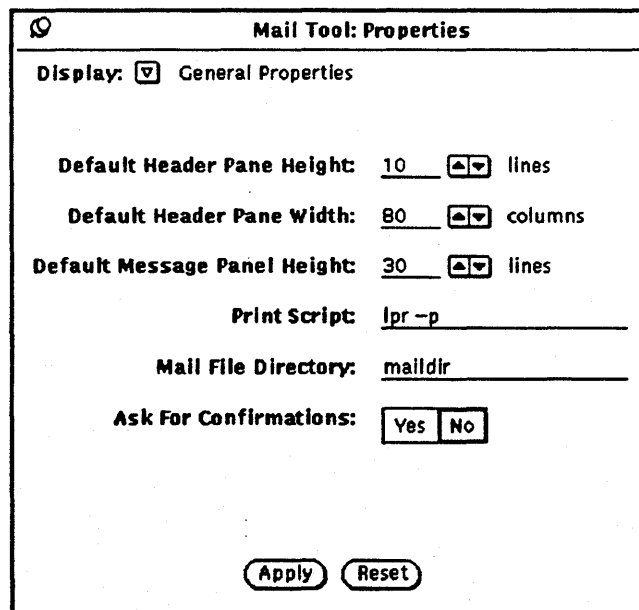 Mail Tool: Properties
Display: General Properties
Default Header Pane Height: 10 lines
Default Header Pane Width: 80 columns
Default Message Panel Height: 30 lines
Print Script: lpr -p
Mail File Directory: maildir
Ask For Confirmations: Yes No
Apply Reset